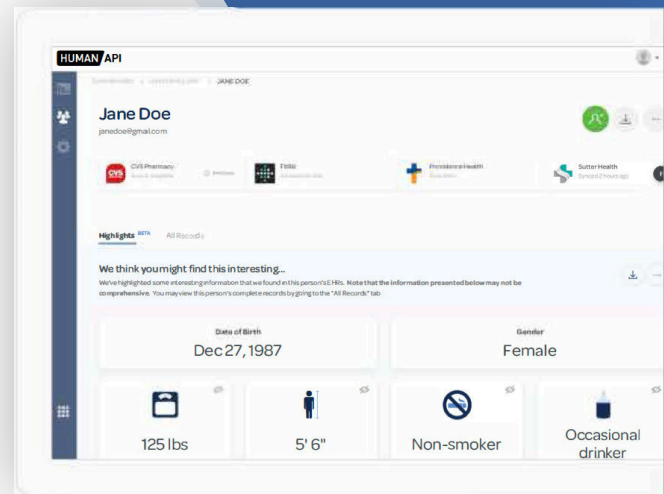 HUMAN API
JANE DOE
Jane Doe
janedoe@gmail.com
CVS Pharmacy
CVS
Fitbit
Providence Health
Sutter Health
Synced 2 hours ago
Highlights BETA All Records
We think you might find this interesting...
We've highlighted some interesting information that we found in this person's EHRs. Note that the information presented below may not be
comprehensive. You may view this person's complete records by going to the "All Records" tab
Date of Birth
Dec 27, 1987
Gender
Female
125 lbs
5' 6"
Non-smoker
Occasional
drinker